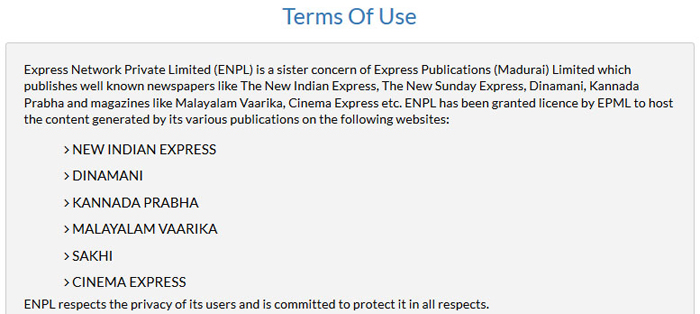 Terms Of Use
Express Network Private Limited (ENPL) is a sister concern of Express Publications (Madurai) Limited which
publishes well known newspapers like The New Indian Express, The New Sunday Express, Dinamani, Kannada
Prabha and magazines like Malayalam Vaarika, Cinema Express etc. ENPL has been granted licence by EPML to host
the content generated by its various publications on the following websites:
> NEW INDIAN EXPRESS
> DINAMANI
> KANNADA PRABHA
> MALAYALAM VAARIKA
> SAKHI
> CINEMA EXPRESS
ENPL respects the privacy of its users and is committed to protect it in all respects.